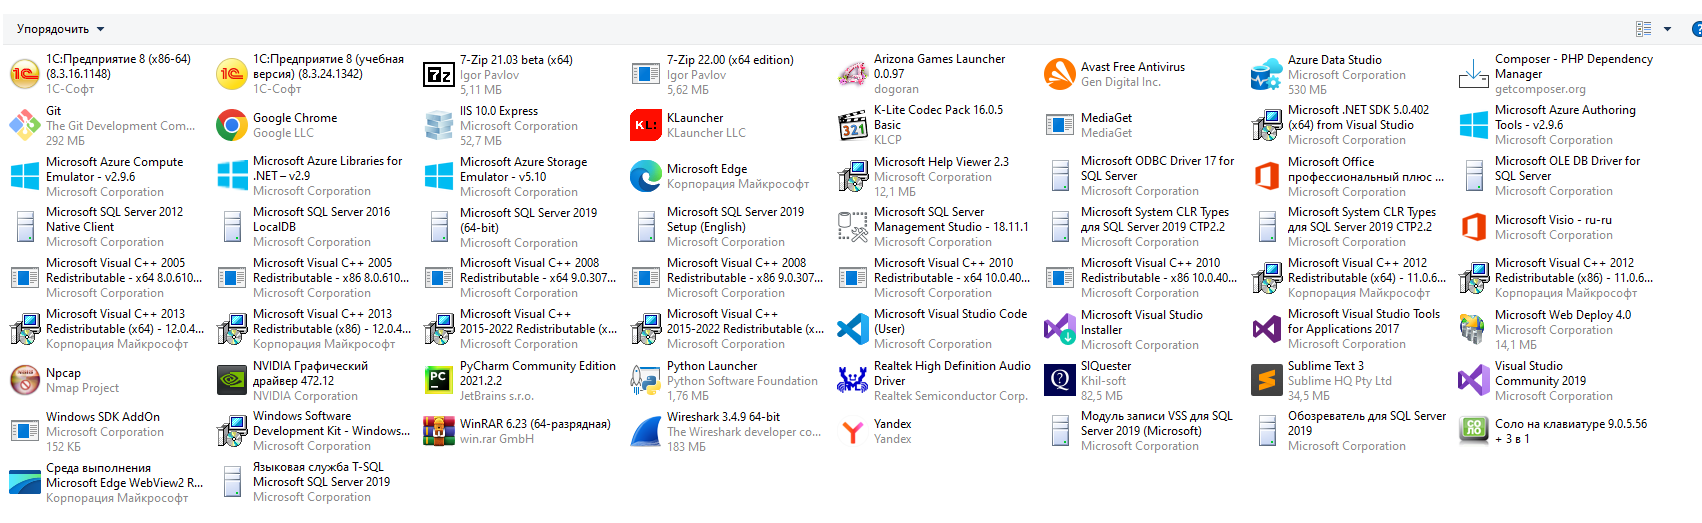 Упорядочить
1С:Предприятие 8 (x86-64)
(8.3.16.1148)
1С-Софт
1С:Предприятие 8 (учебная
версия) (8.3.24.1342)
1С-Софт
7-Zip 21.03 beta (x64)
Igor Pavlov
5,11 МБ
7-Zip 22.00 (x64 edition)
Igor Pavlov
5,62 МБ
Arizona Games Launcher
0.0.97
dogoran
Avast Free Antivirus
Gen Digital Inc.
Azure Data Studio
Microsoft Corporation
530 МБ
Composer - PHP Dependency
Manager
getcomposer.org
Git
The Git Development Com...
292 МБ
Google Chrome
Google LLC
IIS 10.0 Express
Microsoft Corporation
52,7 МБ
KL:
KLauncher
KLauncher LLC
321
K-Lite Codec Pack 16.0.5
Basic
KLCP
MediaGet
MediaGet
Microsoft .NET SDK 5.0.402
(x64) from Visual Studio
Microsoft Corporation
Microsoft Azure Authoring
Tools - v2.9.6
Microsoft Corporation
Microsoft Azure Compute
Emulator - v2.9.6
Microsoft Corporation
Microsoft Azure Libraries for
.NET – v2.9
Microsoft Corporation
Microsoft Azure Storage
Emulator - v5.10
Microsoft Corporation
Microsoft Edge
Корпорация Майкрософт
Microsoft Help Viewer 2.3
Microsoft Corporation
12,1 МБ
Microsoft ODBC Driver 17 for
SQL Server
Microsoft Corporation
Microsoft Office
профессиональный плюс ...
Microsoft Corporation
Microsoft OLE DB Driver for
SQL Server
Microsoft Corporation
Microsoft SQL Server 2012
Native Client
Microsoft Corporation
Microsoft SQL Server 2016
LocalDB
Microsoft Corporation
Microsoft SQL Server 2019
(64-bit)
Microsoft Corporation
Microsoft SQL Server 2019
Setup (English)
Microsoft Corporation
Microsoft SQL Server
Management Studio - 18.11.1
Microsoft Corporation
Microsoft System CLR Types
для SQL Server 2019 CTP2.2
Microsoft Corporation
Microsoft System CLR Types
для SQL Server 2019 CTP2.2
Microsoft Corporation
Microsoft Visio - ru-ru
Microsoft Corporation
Microsoft Visual C++ 2005
Redistributable - x64 8.0.610...
Microsoft Corporation
Microsoft Visual C++ 2005
Redistributable - x86 8.0.610...
Microsoft Corporation
Microsoft Visual C++ 2008
Redistributable - x64 9.0.307...
Microsoft Corporation
Microsoft Visual C++ 2008
Redistributable - x86 9.0.307...
Microsoft Corporation
Microsoft Visual C++ 2010
Redistributable - x64 10.0.40...
Microsoft Corporation
Microsoft Visual C++ 2010
Redistributable - x86 10.0.40...
Microsoft Corporation
Microsoft Visual C++ 2012
Redistributable (x64) - 11.0.6...
Корпорация Майкрософт
Microsoft Visual C++ 2012
Redistributable (x86) - 11.0.6...
Корпорация Майкрософт
Microsoft Visual C++ 2013
Redistributable (x64) - 12.0.4...
Корпорация Майкрософт
Microsoft Visual C++ 2013
Redistributable (x86) - 12.0.4...
Корпорация Майкрософт
Microsoft Visual C++
2015-2022 Redistributable (x...
Microsoft Corporation
Microsoft Visual C++
2015-2022 Redistributable (x...
Microsoft Corporation
Microsoft Visual Studio Code
(User)
Microsoft Corporation
Microsoft Visual Studio
Installer
Microsoft Corporation
Microsoft Visual Studio Tools
for Applications 2017
Microsoft Corporation
Microsoft Web Deploy 4.0
Microsoft Corporation
14,1 МБ
Npcap
Nmap Project
NVIDIA Графический
драйвер 472.12
NVIDIA Corporation
PC
PyCharm Community Edition
2021.2.2
JetBrains s.r.o.
Python Launcher
Python Software Foundation
1,76 МБ
Realtek High Definition Audio
Driver
Realtek Semiconductor Corp.
SIQuester
Khil-soft
82,5 МБ
Sublime Text 3
Sublime HQ Pty Ltd
34,5 МБ
Visual Studio
Community 2019
Microsoft Corporation
Windows SDK AddOn
Microsoft Corporation
152 КБ
Windows Software
Development Kit - Windows...
Microsoft Corporation
WinRAR 6.23 (64-разрядная)
win.rar GmbH
Wireshark 3.4.9 64-bit
The Wireshark developer co...
183 МБ
Yandex
Yandex
Модуль записи VSS для SQL
Server 2019 (Microsoft)
Microsoft Corporation
Обозреватель для SQL Server
2019
Microsoft Corporation
СОЛО
Соло на клавиатуре 9.0.5.56
+ 3 в 1
Среда выполнения
Microsoft Edge WebView2 R...
Корпорация Майкрософт
Языковая служба T-SQL
Microsoft SQL Server 2019
Microsoft Corporation